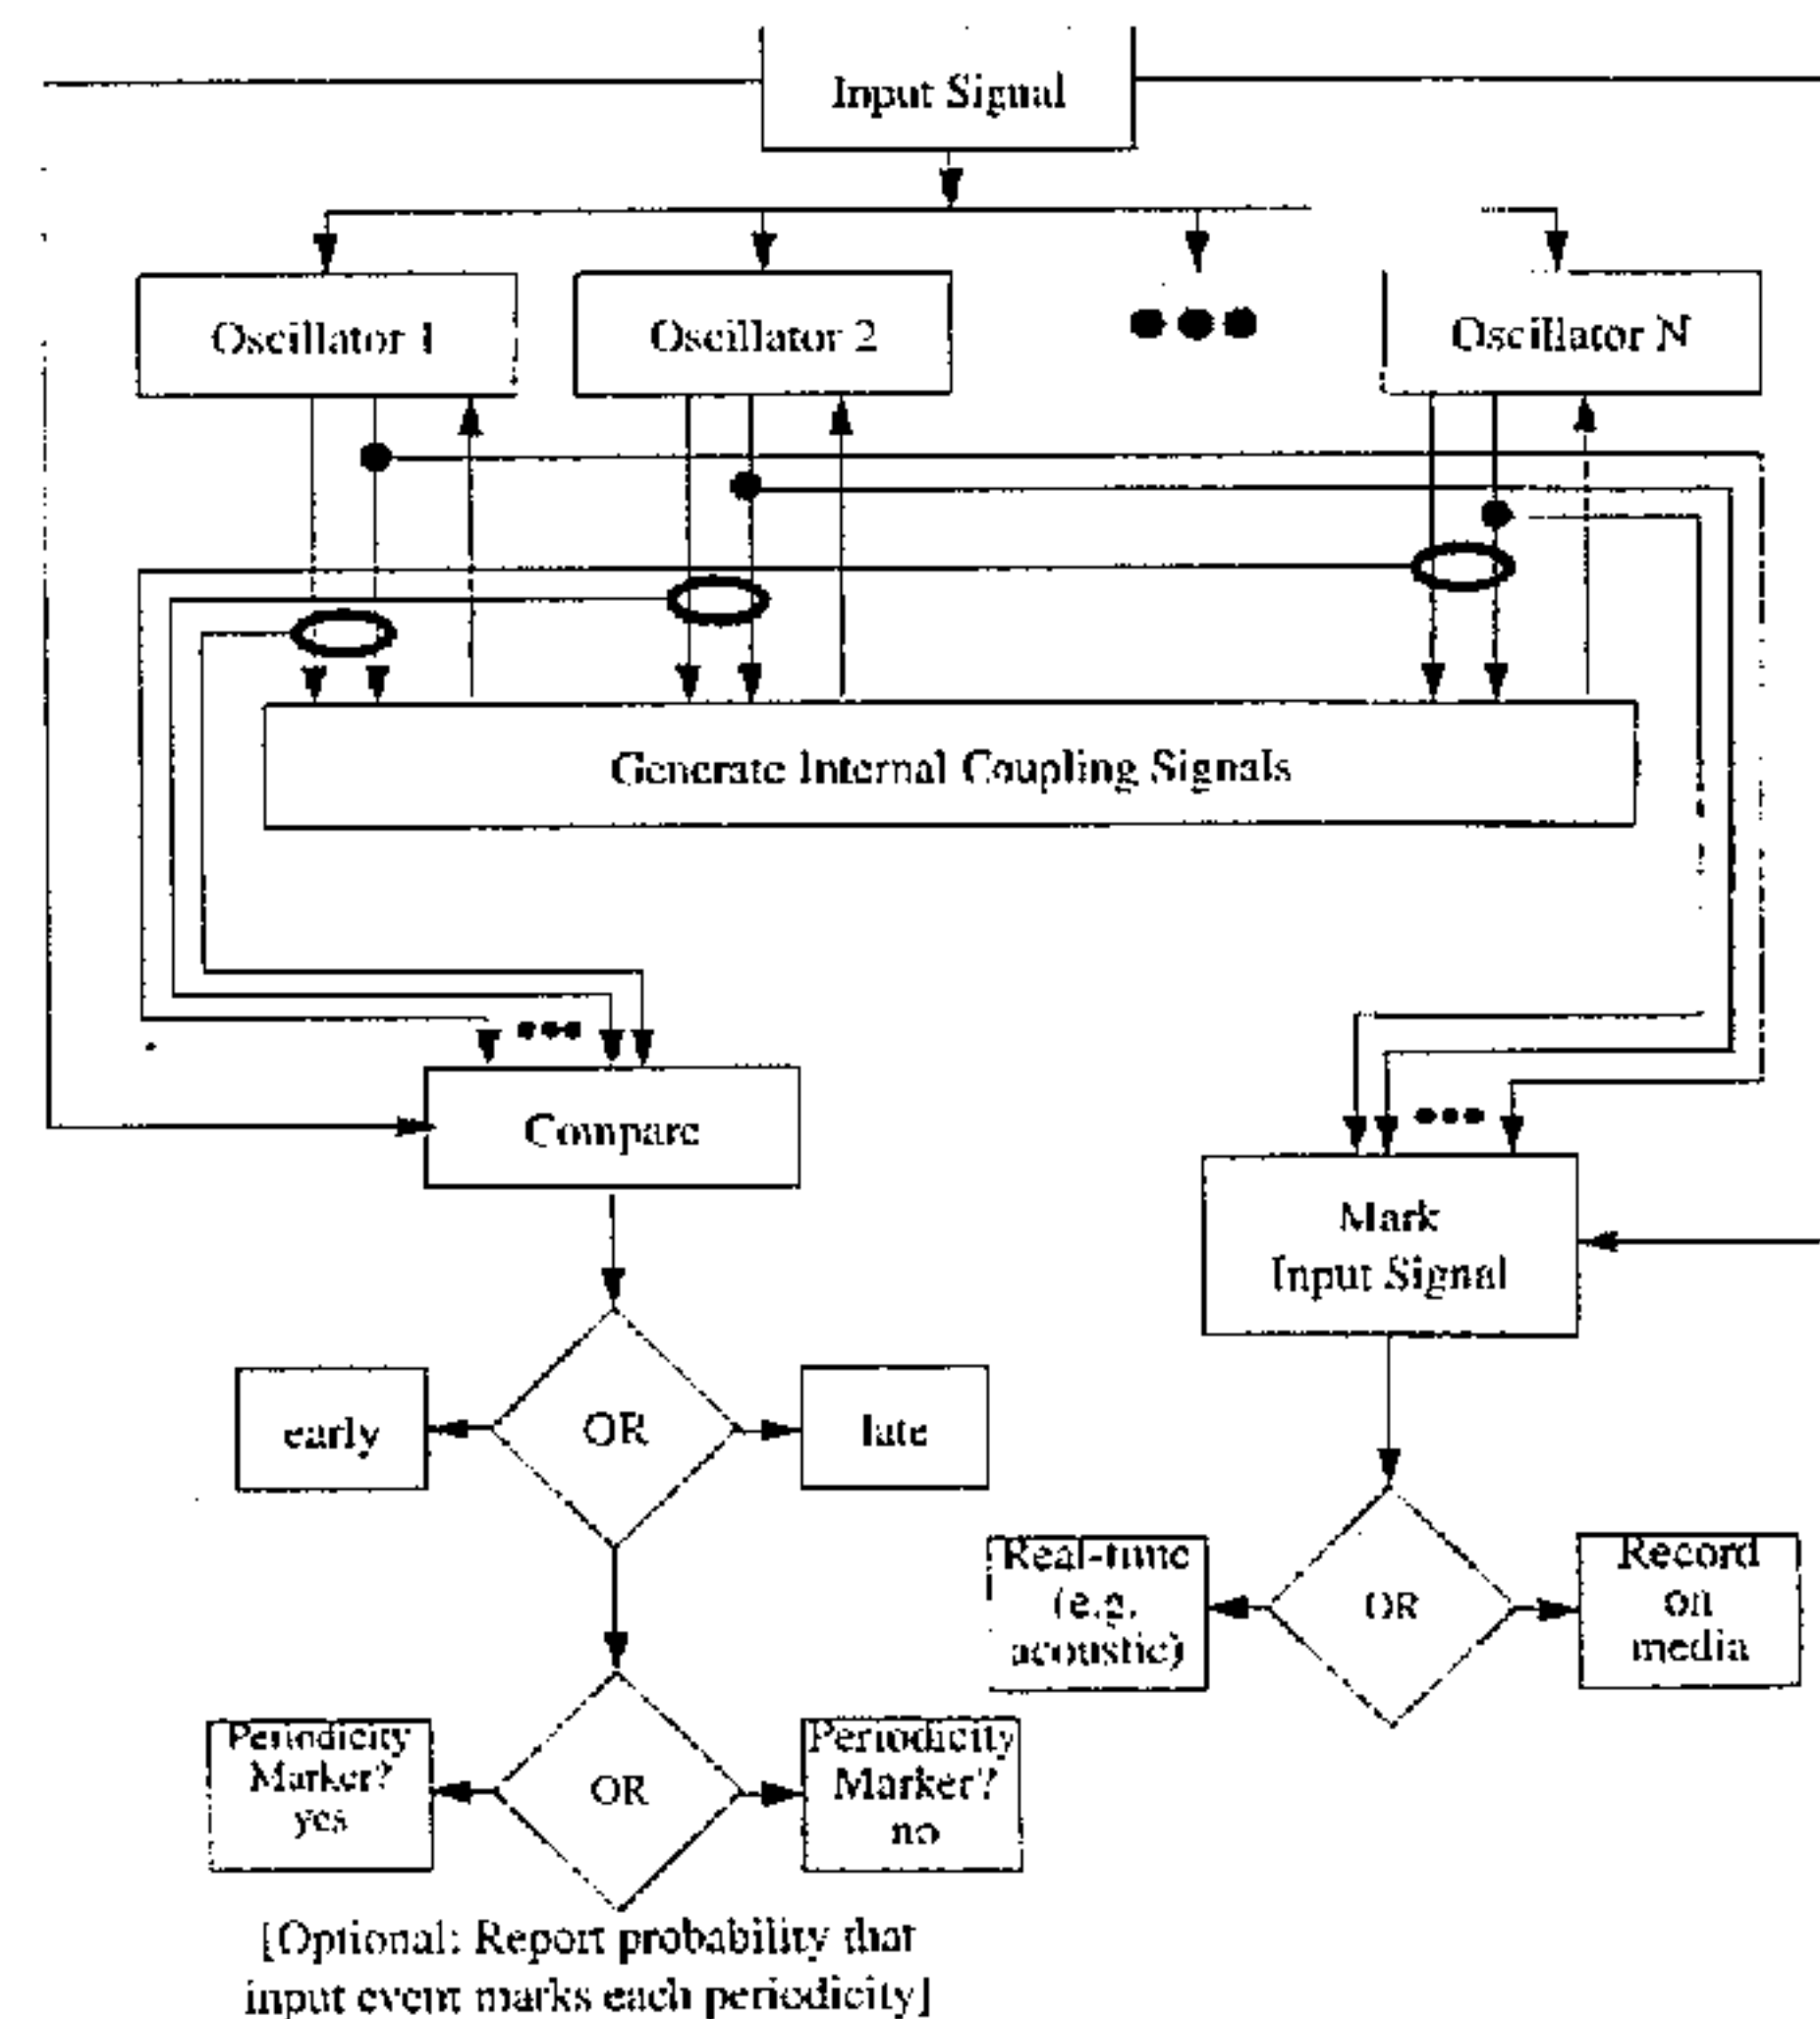 Input Signal
Oscillator 1
Oscillator 2
Oscillator N
Generate Internal Coupling Signals
Compare
Mark
Input Signal
early
OR
late
Real-time
(e.g.
acoustic)
OR
Record
on
media
Periodicity
Marker?
yes
OR
Periodicity
Marker?
no
[Optional: Report probability that
input event marks each periodicity]